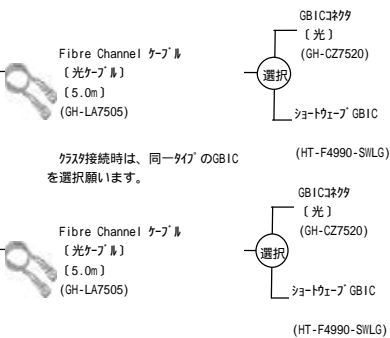 GBICｺﾈｸﾀ
〔光〕
(GH-CZ7520)
Fibre Channel ｹｰﾌﾞﾙ
〔光ｹｰﾌﾞﾙ〕
〔5.0m〕
(GH-LA7505)
選択
ｼｮｰﾄｳｪｰﾌﾞGBIC
(HT-F4990-SWLG)
ｸﾗｽﾀ接続時は、同一ﾀｲﾌﾟのGBIC
を選択願います。
GBICｺﾈｸﾀ
〔光〕
(GH-CZ7520)
Fibre Channel ｹｰﾌﾞﾙ
〔光ｹｰﾌﾞﾙ〕
〔5.0m〕
(GH-LA7505)
選択
ｼｮｰﾄｳｪｰﾌﾞGBIC
(HT-F4990-SWLG)